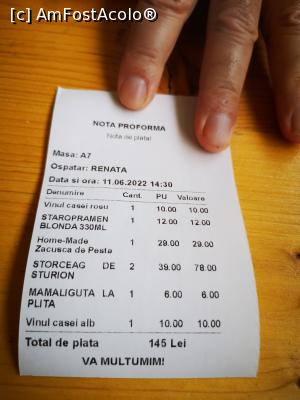 [c] AmFostAcolo®
NOTA PROFORMA
Nota de plata!
Masa: A7
Ospatar: RENATA
Data si ora: 11.06.2022 14:30
Denumire Cant. PU Valoare
Vinul casei rosu 1 10.00 10.00
STAROPRAMEN 1 12.00 12.00
BLONDA 330ML
Home-Made 1 29.00 29.00
Zacusca de Peste
STORCEAG DE 2 39.00 78.00
STURION
MAMALIGUTA LA 1 6.00 6.00
PLITA
Vinul casei alb 1 10.00 10.00
Total de plata 145 Lei
VA MULTUMIM!